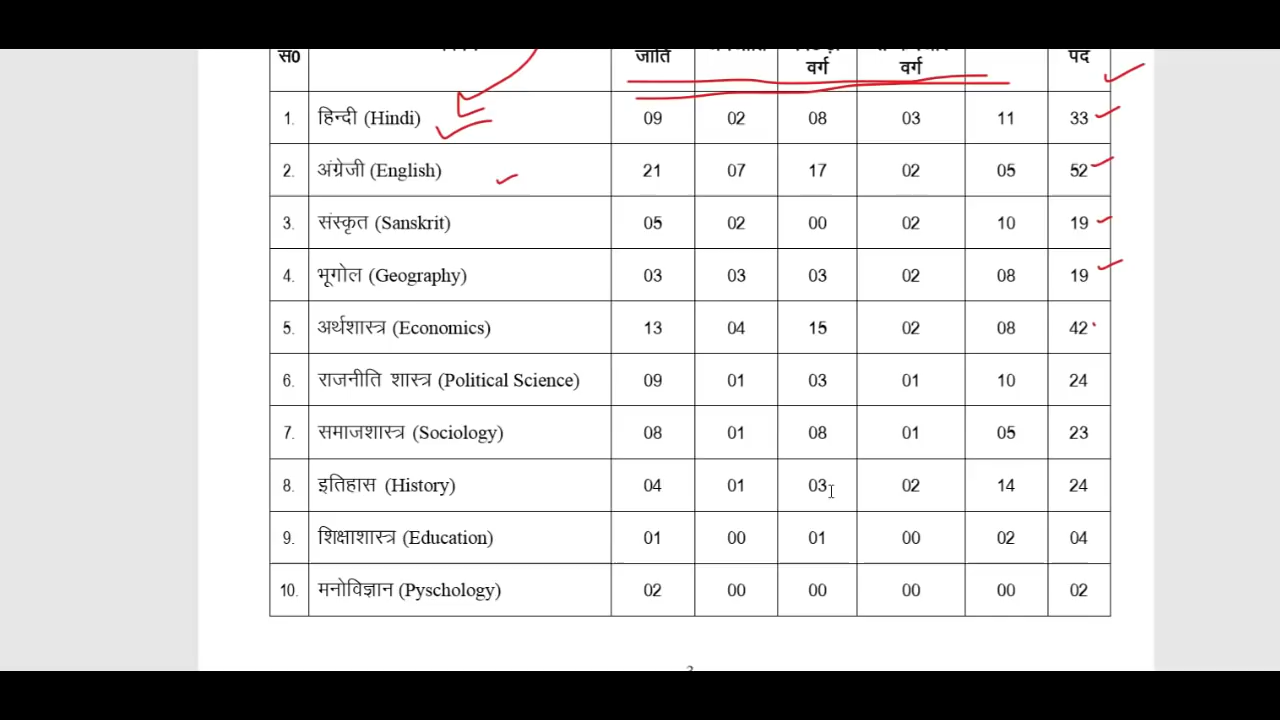 स0 जाति वर्ग वर्ग पद
1. हिन्दी (Hindi) 09 02 08 03 11 33
2. अंग्रेजी (English) 21 07 17 02 05 52
3. संस्कृत (Sanskrit) 05 02 00 02 10 19
4. भूगोल (Geography) 03 03 03 02 08 19
5. अर्थशास्त्र (Economics) 13 04 15 02 08 42
6. राजनीति शास्त्र (Political Science) 09 01 03 01 10 24
7. समाजशास्त्र (Sociology) 08 01 08 01 05 23
8. इतिहास (History) 04 01 03 02 14 24
9. शिक्षाशास्त्र (Education) 01 00 01 00 02 04
10. मनोविज्ञान (Pyschology) 02 00 00 00 00 02